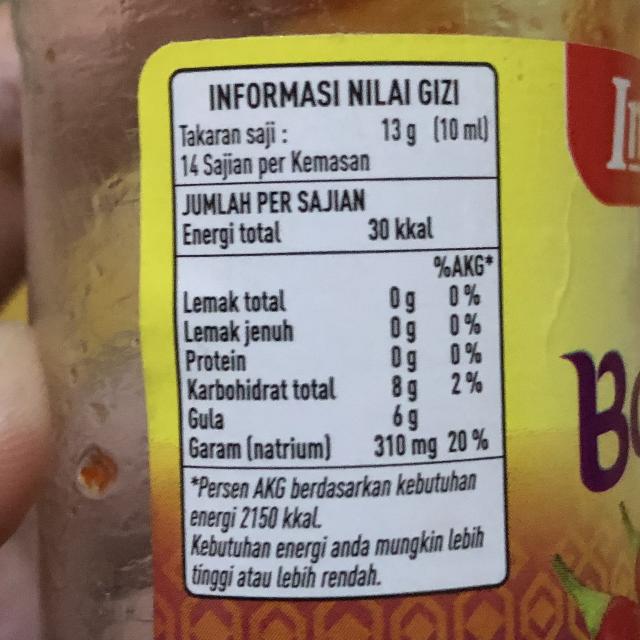 INFORMASI NILAI GIZI
Takaran saji : 13 g (10 ml)
14 Sajian per Kemasan
JUMLAH PER SAJIAN
Energi total 30 kkal
%AKG*
Lemak total 0 g 0 %
Lemak jenuh 0 g 0 %
Protein 0 g 0 %
Karbohidrat total 8 g 2 %
Gula 6 g
Garam (natrium) 310 mg 20 %
*Persen AKG berdasarkan kebutuhan
energi 2150 kkal.
Kebutuhan energi anda mungkin lebih
tinggi atau lebih rendah.